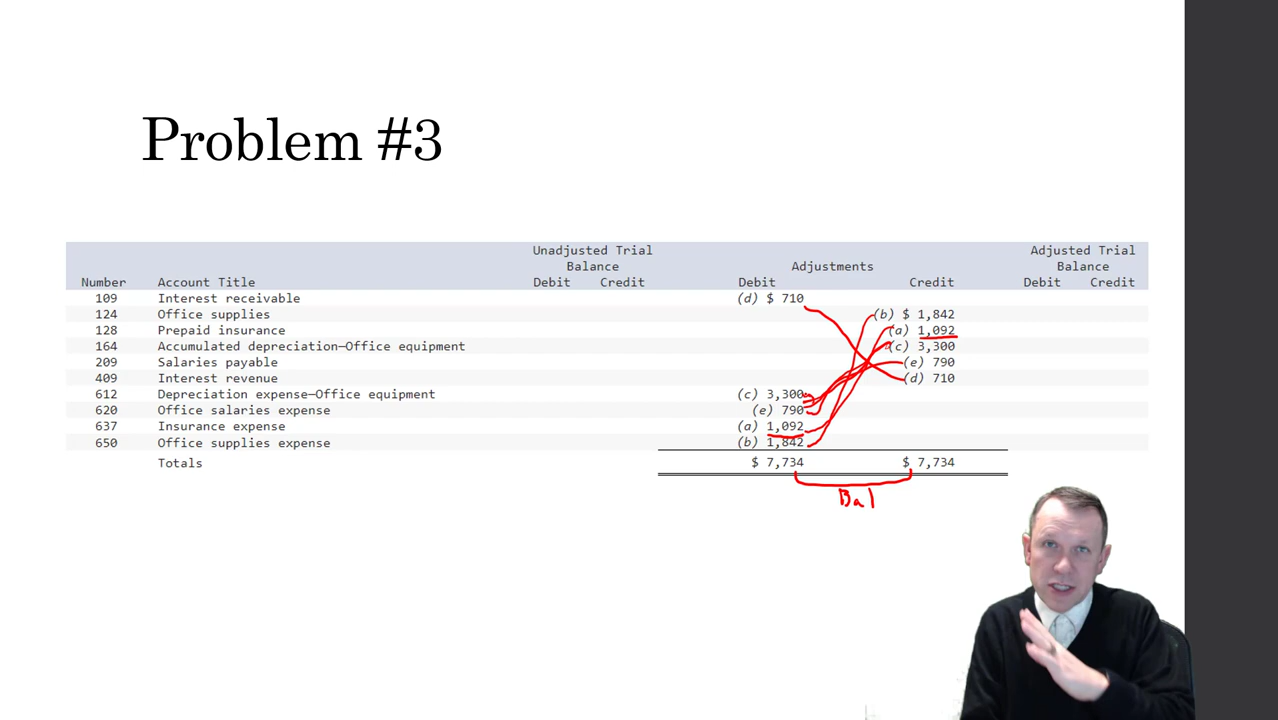 Problem #3
Unadjusted Trial Balance Adjustments Adjusted Trial Balance
Number Account Title Debit Credit Debit Credit Debit Credit
109 Interest receivable (d) $ 710
124 Office supplies (b) $ 1,842
128 Prepaid insurance (a) 1,092
164 Accumulated depreciation—Office equipment (c) 3,300
209 Salaries payable (e) 790
409 Interest revenue (d) 710
612 Depreciation expense—Office equipment (c) 3,300
620 Office salaries expense (e) 790
637 Insurance expense (a) 1,092
650 Office supplies expense (b) 1,842
Totals $ 7,734 $ 7,734
Bal